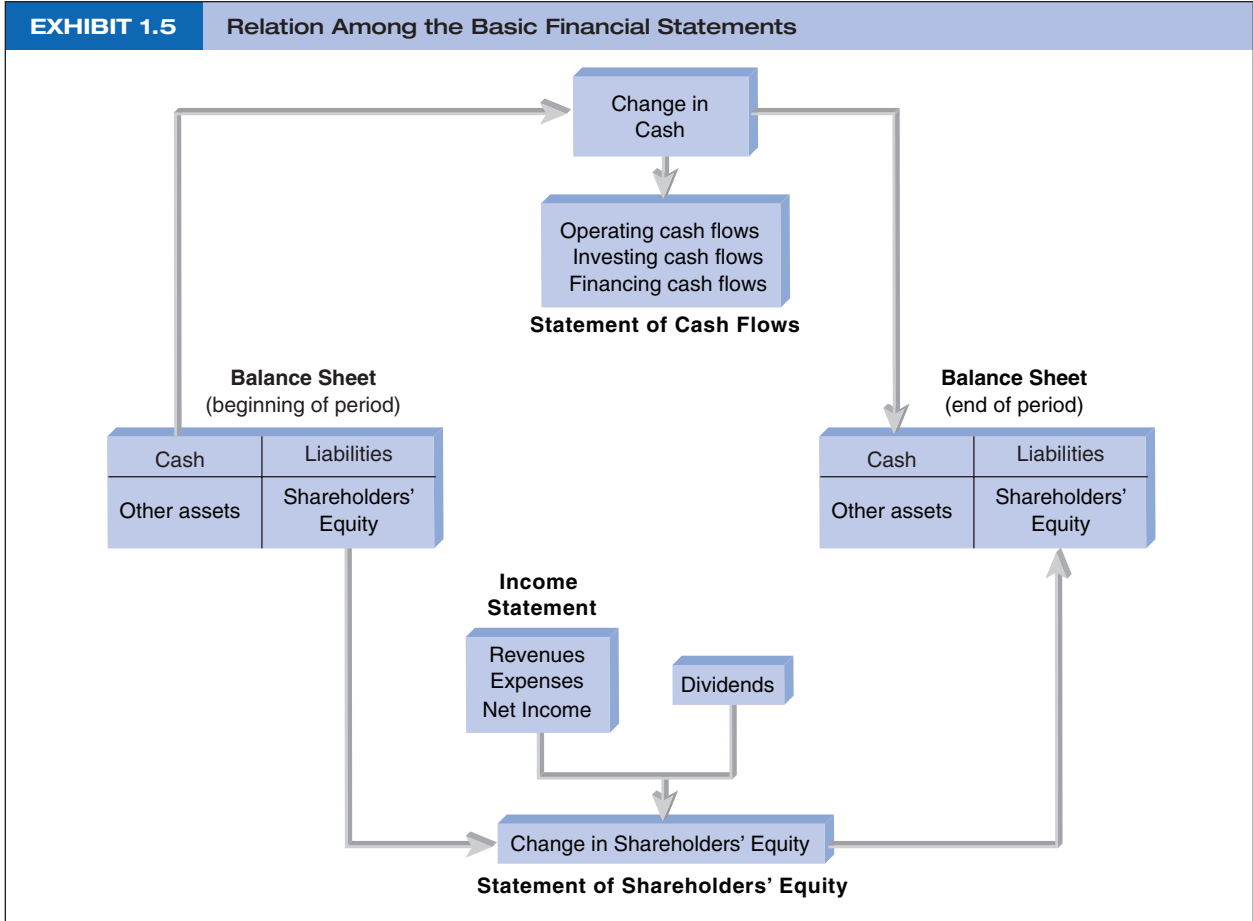 EXHIBIT 1.5 Relation Among the Basic Financial Statements
Change in
Cash
Operating cash flows
Investing cash flows
Financing cash flows
Statement of Cash Flows
Balance Sheet
(beginning of period)
Cash Liabilities
Other assets Shareholders'
Equity
Balance Sheet
(end of period)
Cash Liabilities
Other assets Shareholders'
Equity
Income
Statement
Revenues
Expenses
Net Income
Dividends
Change in Shareholders' Equity
Statement of Shareholders' Equity